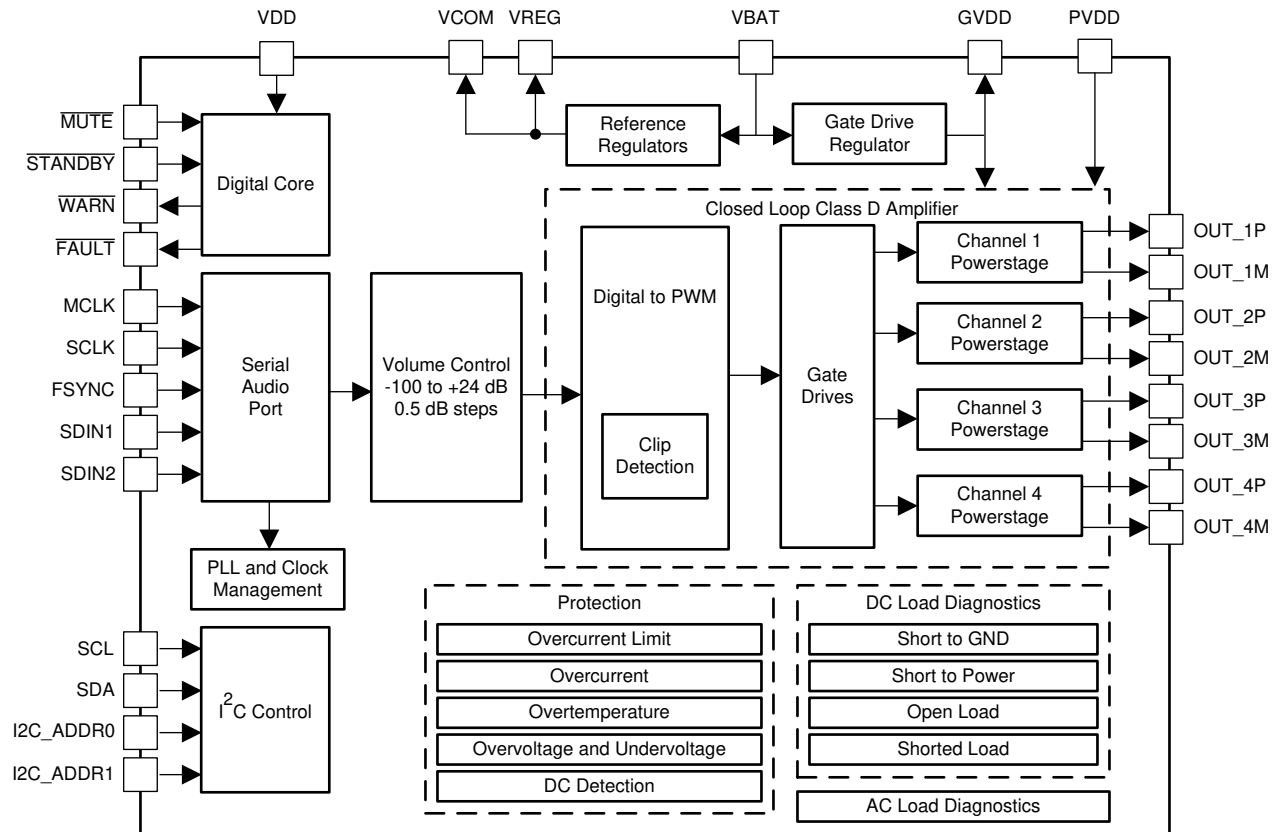 VDD
VCOM
VREG
VBAT
GVDD
PVDD
MUTE
STANDBY
WARN
FAULT
MCLK
SCLK
FSYNC
SDIN1
SDIN2
SCL
SDA
I2C_ADDR0
I2C_ADDR1
Digital Core
Reference
Regulators
Gate Drive
Regulator
Serial
Audio
Port
Volume Control
-100 to +24 dB
0.5 dB steps
PLL and Clock
Management
I2C Control
Closed Loop Class D Amplifier
Digital to PWM
Clip
Detection
Gate
Drives
Channel 1
Powerstage
Channel 2
Powerstage
Channel 3
Powerstage
Channel 4
Powerstage
OUT_1P
OUT_1M
OUT_2P
OUT_2M
OUT_3P
OUT_3M
OUT_4P
OUT_4M
Protection
Overcurrent Limit
Overcurrent
Overtemperature
Overvoltage and Undervoltage
DC Detection
DC Load Diagnostics
Short to GND
Short to Power
Open Load
Shorted Load
AC Load Diagnostics